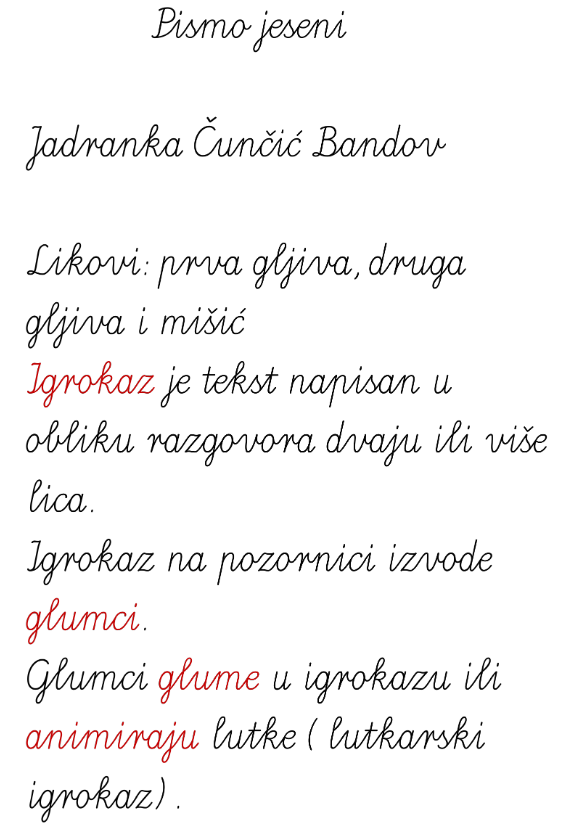 Pismo jeseni
Jadranka Čunčić Bandov
Likovi: prva gljiva, druga
gljiva i mišić
Igrokaz je tekst napisan u
obliku razgovora dvaju ili više
lica.
Igrokaz na pozornici izvode
glumci.
Glumci glume u igrokazu ili
animiraju lutke ( lutkarski
igrokaz) .